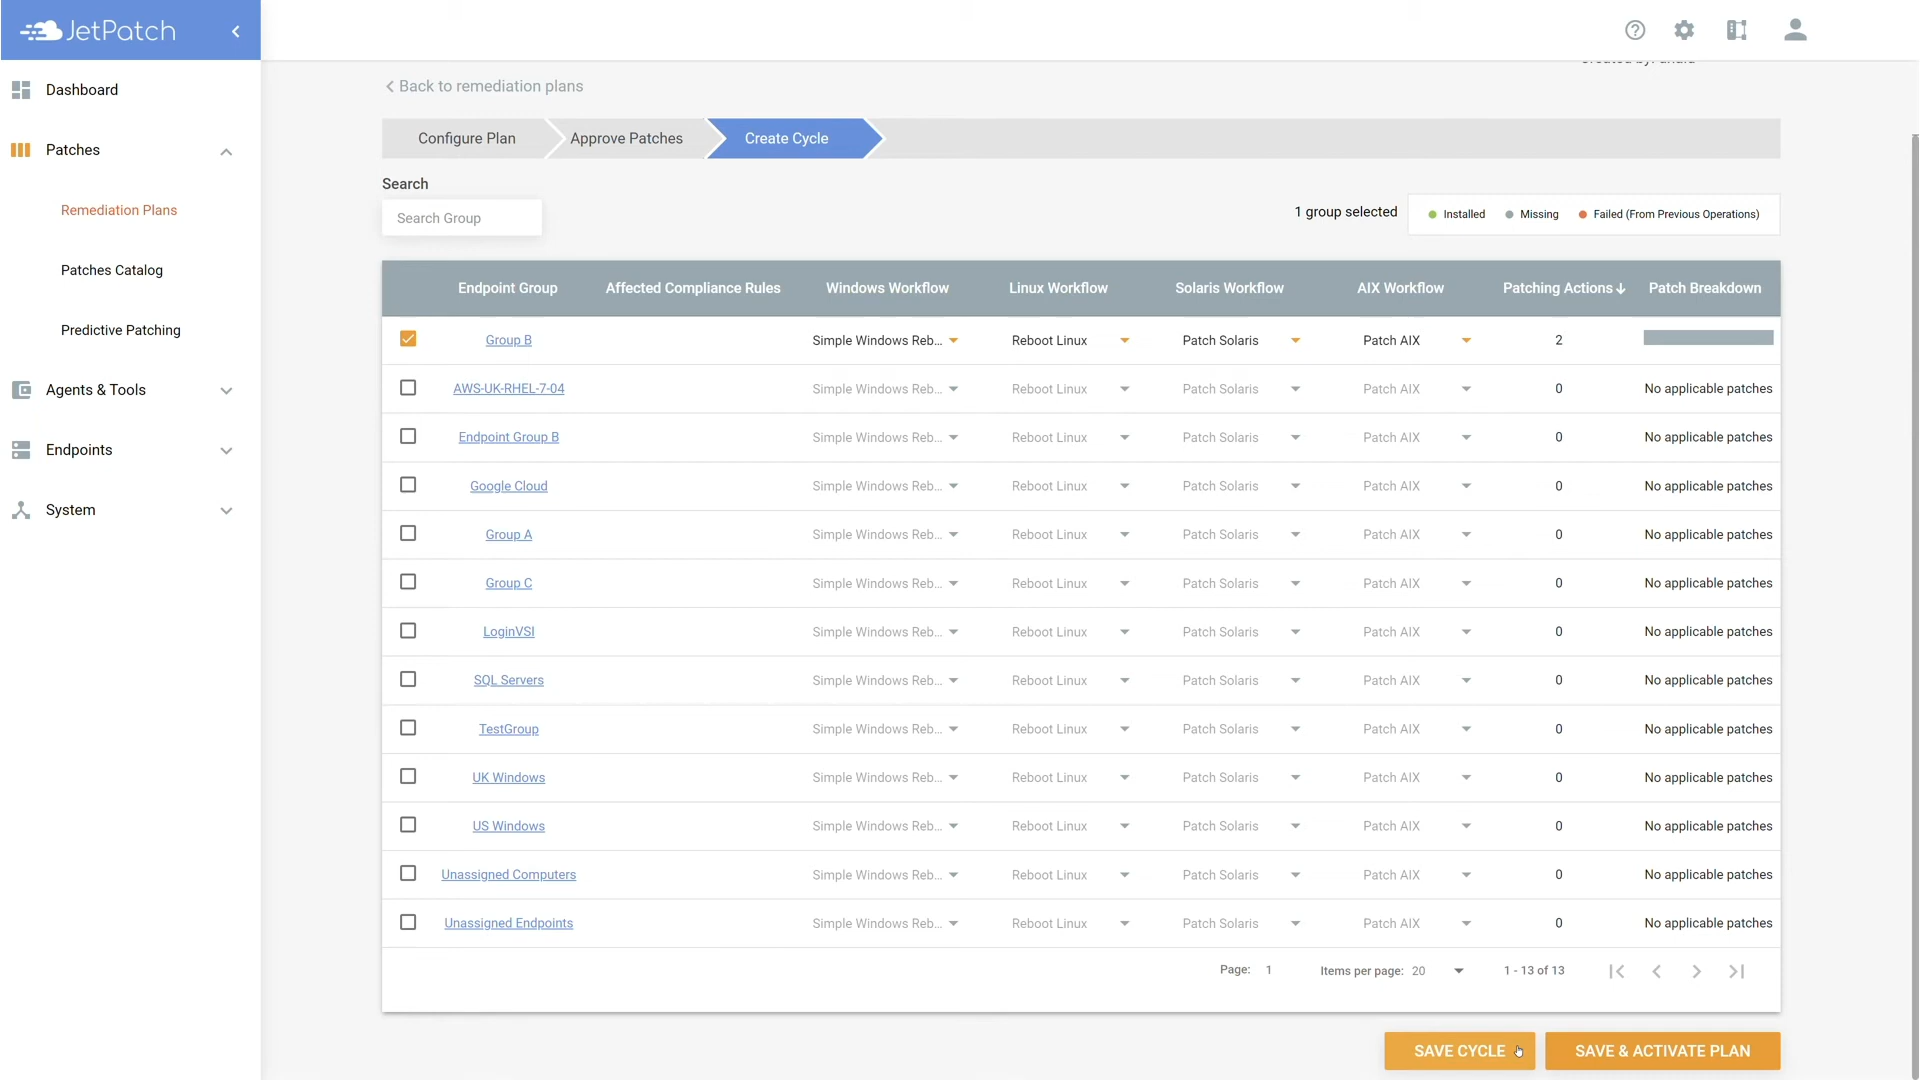 JetPatch
Dashboard
Patches
Remediation Plans
Patches Catalog
Predictive Patching
Agents & Tools
Endpoints
System
Back to remediation plans
Configure Plan Approve Patches Create Cycle
Search
Search Group
1 group selected Installed Missing Failed (From Previous Operations)
Endpoint Group Affected Compliance Rules Windows Workflow Linux Workflow Solaris Workflow AIX Workflow Patching Actions Patch Breakdown
Group B Simple Windows Reb... Reboot Linux Patch Solaris Patch AIX 2
AWS-UK-RHEL-7-04 Simple Windows Reb... Reboot Linux Patch Solaris Patch AIX 0 No applicable patches
Endpoint Group B Simple Windows Reb... Reboot Linux Patch Solaris Patch AIX 0 No applicable patches
Google Cloud Simple Windows Reb... Reboot Linux Patch Solaris Patch AIX 0 No applicable patches
Group A Simple Windows Reb... Reboot Linux Patch Solaris Patch AIX 0 No applicable patches
Group C Simple Windows Reb... Reboot Linux Patch Solaris Patch AIX 0 No applicable patches
LoginVSI Simple Windows Reb... Reboot Linux Patch Solaris Patch AIX 0 No applicable patches
SQL Servers Simple Windows Reb... Reboot Linux Patch Solaris Patch AIX 0 No applicable patches
TestGroup Simple Windows Reb... Reboot Linux Patch Solaris Patch AIX 0 No applicable patches
UK Windows Simple Windows Reb... Reboot Linux Patch Solaris Patch AIX 0 No applicable patches
US Windows Simple Windows Reb... Reboot Linux Patch Solaris Patch AIX 0 No applicable patches
Unassigned Computers Simple Windows Reb... Reboot Linux Patch Solaris Patch AIX 0 No applicable patches
Unassigned Endpoints Simple Windows Reb... Reboot Linux Patch Solaris Patch AIX 0 No applicable patches
Page: 1 Items per page: 20 1 - 13 of 13
SAVE CYCLE SAVE & ACTIVATE PLAN